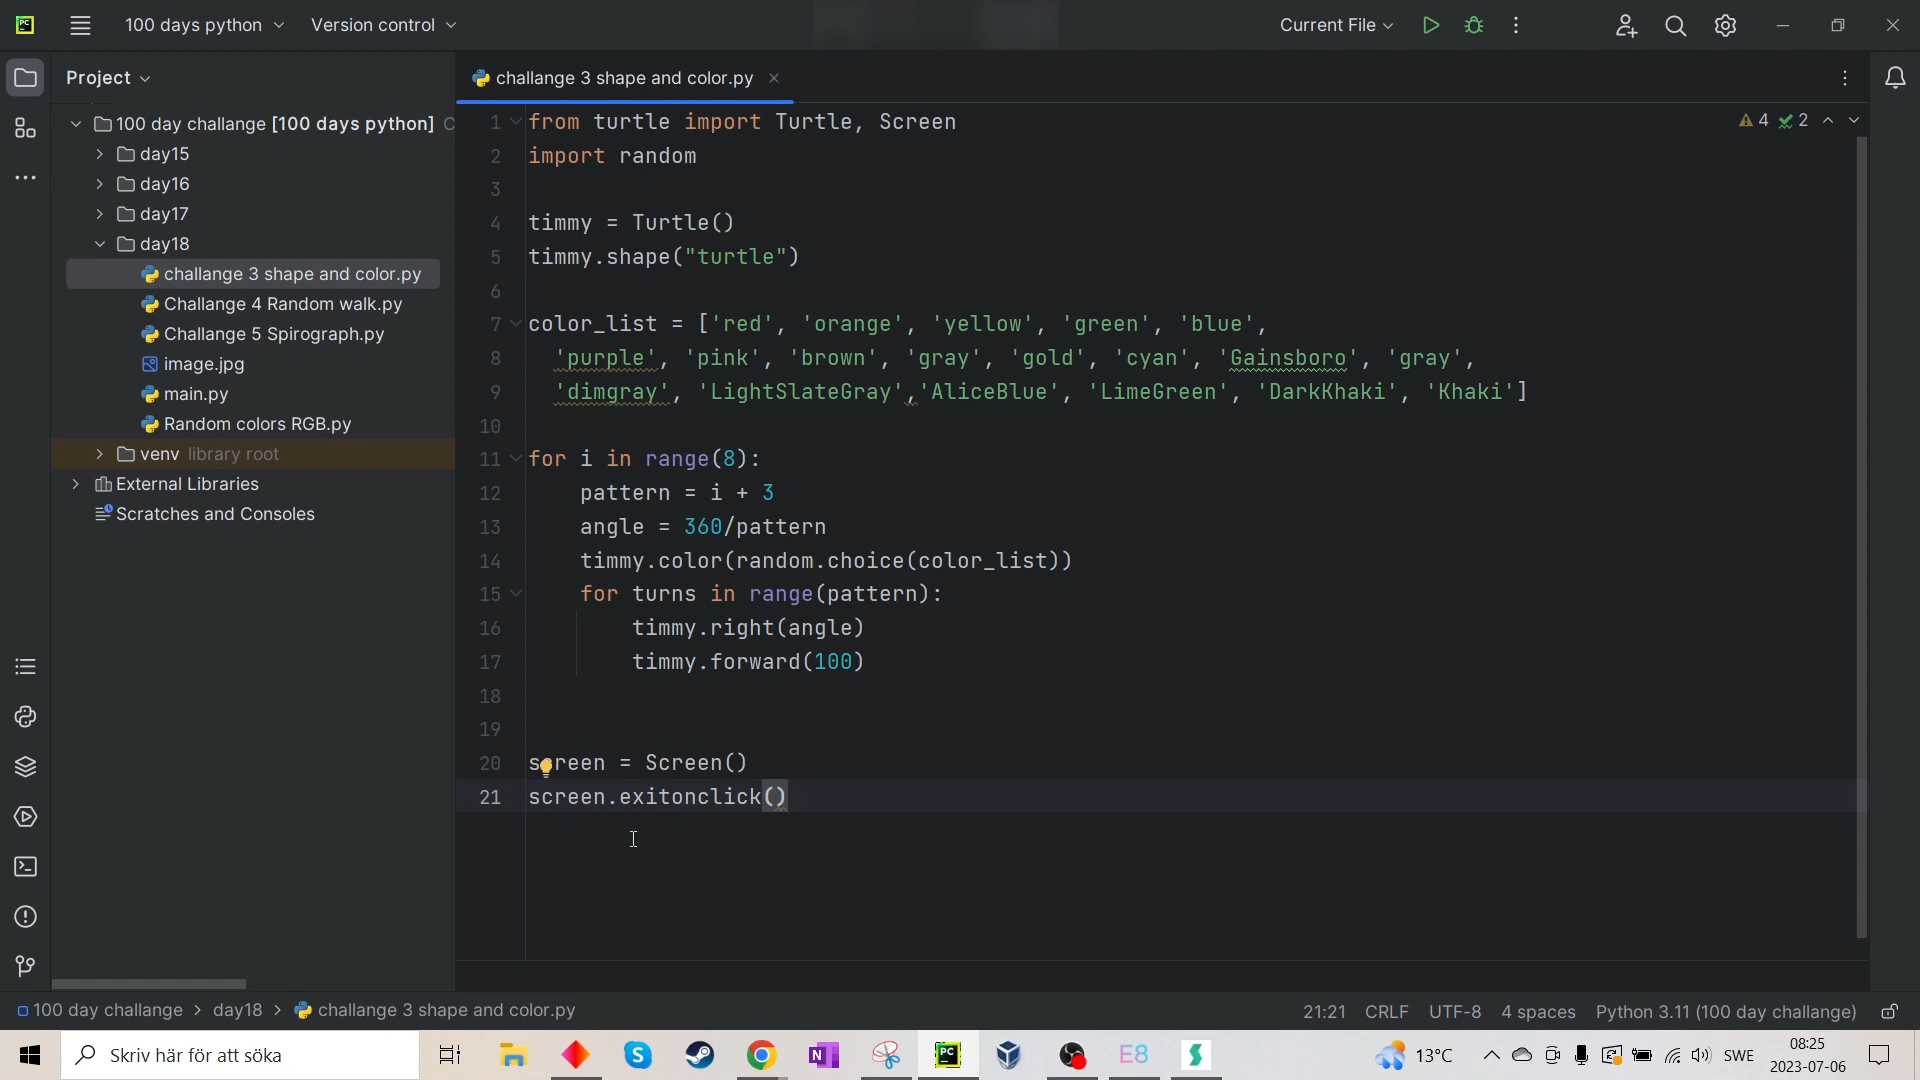 PC
100 days python
Version control
Current File
Project
challange 3 shape and color.py
100 day challange [100 days python] C
day15
day16
day17
day18
challange 3 shape and color.py
Challange 4 Random walk.py
Challange 5 Spirograph.py
image.jpg
main.py
Random colors RGB.py
venv library root
External Libraries
Scratches and Consoles
4 2
1 from turtle import Turtle, Screen
2 import random
3
4 timmy = Turtle()
5 timmy.shape("turtle")
6
7 color_list = ['red', 'orange', 'yellow', 'green', 'blue',
8 'purple', 'pink', 'brown', 'gray', 'gold', 'cyan', 'Gainsboro', 'gray',
9 'dimgray', 'LightSlateGray','AliceBlue', 'LimeGreen', 'DarkKhaki', 'Khaki']
10
11 for i in range(8):
12 pattern = i + 3
13 angle = 360/pattern
14 timmy.color(random.choice(color_list))
15 for turns in range(pattern):
16 timmy.right(angle)
17 timmy.forward(100)
18
19
20 screen = Screen()
21 screen.exitonclick()
100 day challange > day18 > challange 3 shape and color.py
21:21 CRLF UTF-8 4 spaces Python 3.11 (100 day challange)
Skriv här för att söka
N
PC
E8
13°C
SWE
08:25
2023-07-06